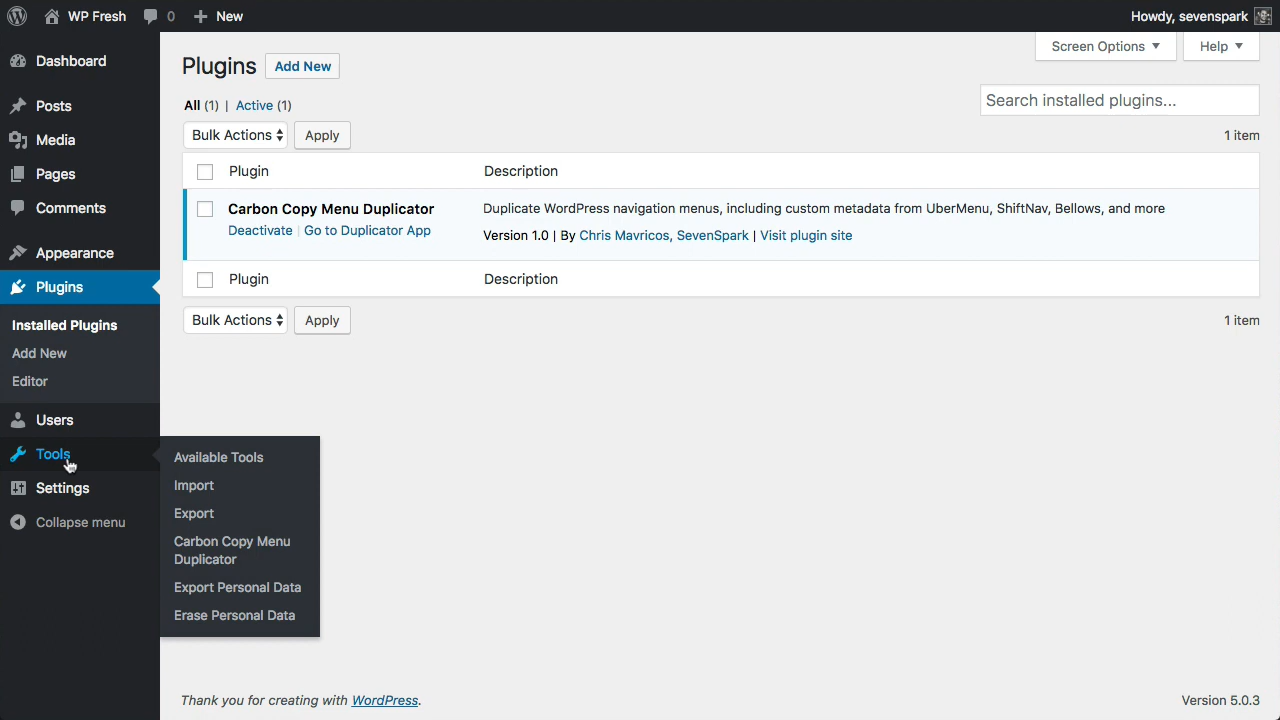 WP Fresh 0 New Howdy, sevenspark
Screen Options Help
Dashboard
Posts
Media
Pages
Comments
Appearance
Plugins
Installed Plugins
Add New
Editor
Users
Tools
Settings
Collapse menu
Available Tools
Import
Export
Carbon Copy Menu
Duplicator
Export Personal Data
Erase Personal Data
Plugins Add New
All (1) | Active (1)
Search installed plugins...
Bulk Actions Apply 1 item
Plugin Description
Carbon Copy Menu Duplicator Duplicate WordPress navigation menus, including custom metadata from UberMenu, ShiftNav, Bellows, and more
Deactivate | Go to Duplicator App Version 1.0 | By Chris Mavricos, SevenSpark | Visit plugin site
Plugin Description
Bulk Actions Apply 1 item
Thank you for creating with WordPress. Version 5.0.3